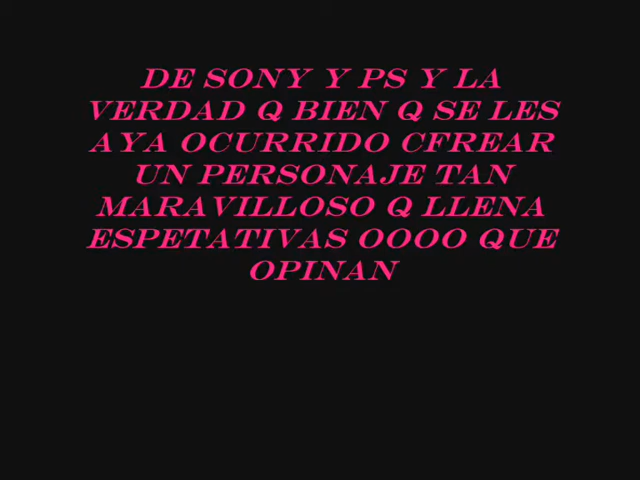 DE SONY Y PS Y LA
VERDAD Q BIEN Q SE LES
AYA OCURRIDO CFREAR
UN PERSONAJE TAN
MARAVILLOSO Q LLENA
ESPETATIVAS OOOO QUE
OPINAN